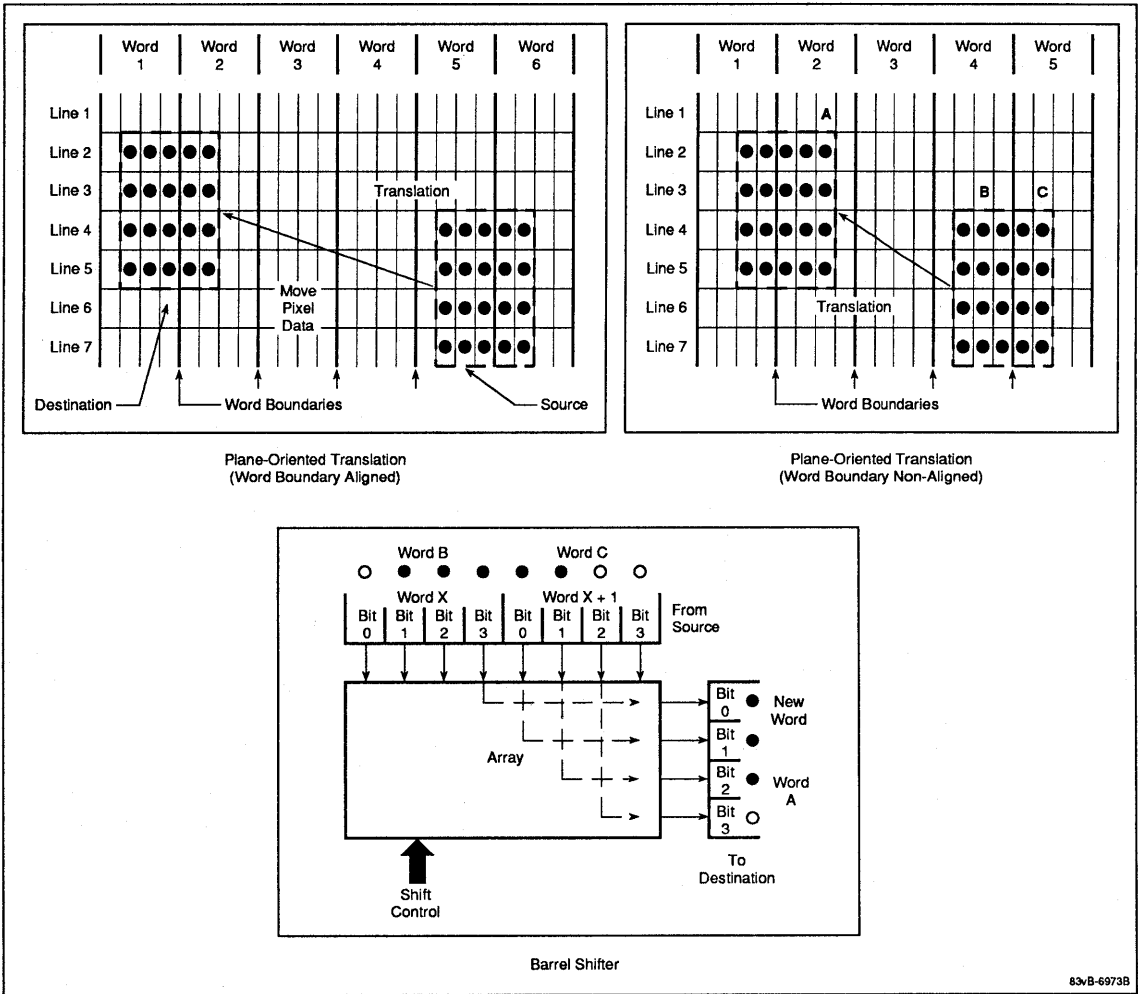 Word 1
Word 2
Word 3
Word 4
Word 5
Word 6
Line 1
Line 2
Line 3
Line 4
Line 5
Line 6
Line 7
Translation
Move
Pixel
Data
Destination
Word Boundaries
Source
Plane-Oriented Translation
(Word Boundary Aligned)
Word 1
Word 2
Word 3
Word 4
Word 5
Line 1
Line 2
Line 3
Line 4
Line 5
Line 6
Line 7
A
B
C
Translation
Word Boundaries
Plane-Oriented Translation
(Word Boundary Non-Aligned)
Word B
Word C
Word X
Word X + 1
Bit 0
Bit 1
Bit 2
Bit 3
Bit 0
Bit 1
Bit 2
Bit 3
From
Source
Array
Bit 0
Bit 1
Bit 2
Bit 3
New
Word
Word
A
To
Destination
Shift
Control
Barrel Shifter
83vB-6973B